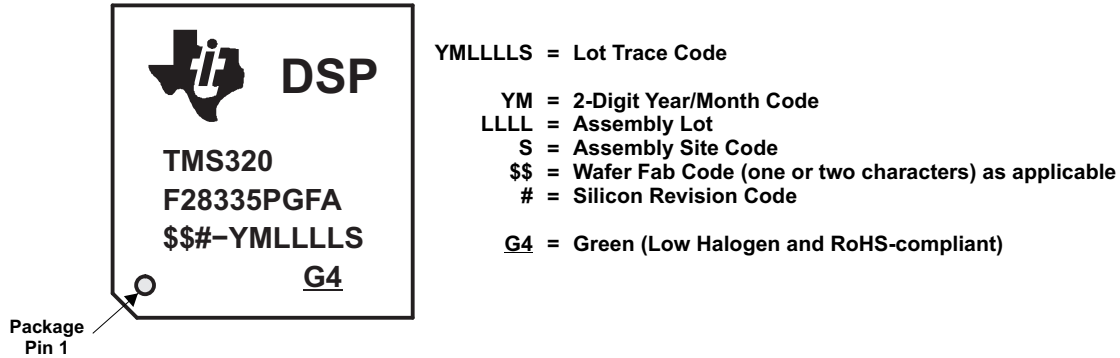 DSP
TMS320
F28335PGFA
$$#−YMLLLLS
G4
Package
Pin 1
YMLLLLS = Lot Trace Code
YM = 2-Digit Year/Month Code
LLLL = Assembly Lot
S = Assembly Site Code
$$ = Wafer Fab Code (one or two characters) as applicable
# = Silicon Revision Code
G4 = Green (Low Halogen and RoHS-compliant)